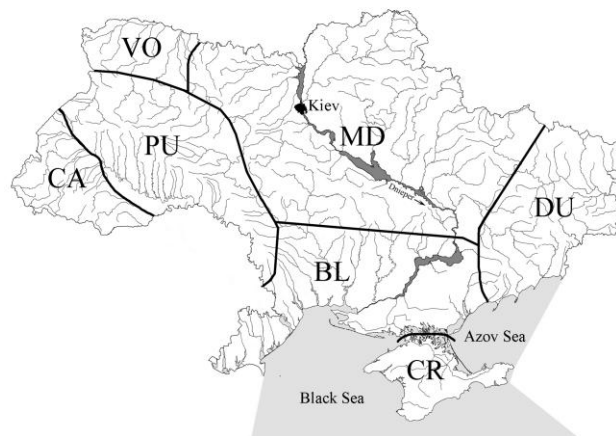 VO
Kiev
MD
PU
CA
Dnieper
DU
BL
Azov Sea
CR
Black Sea